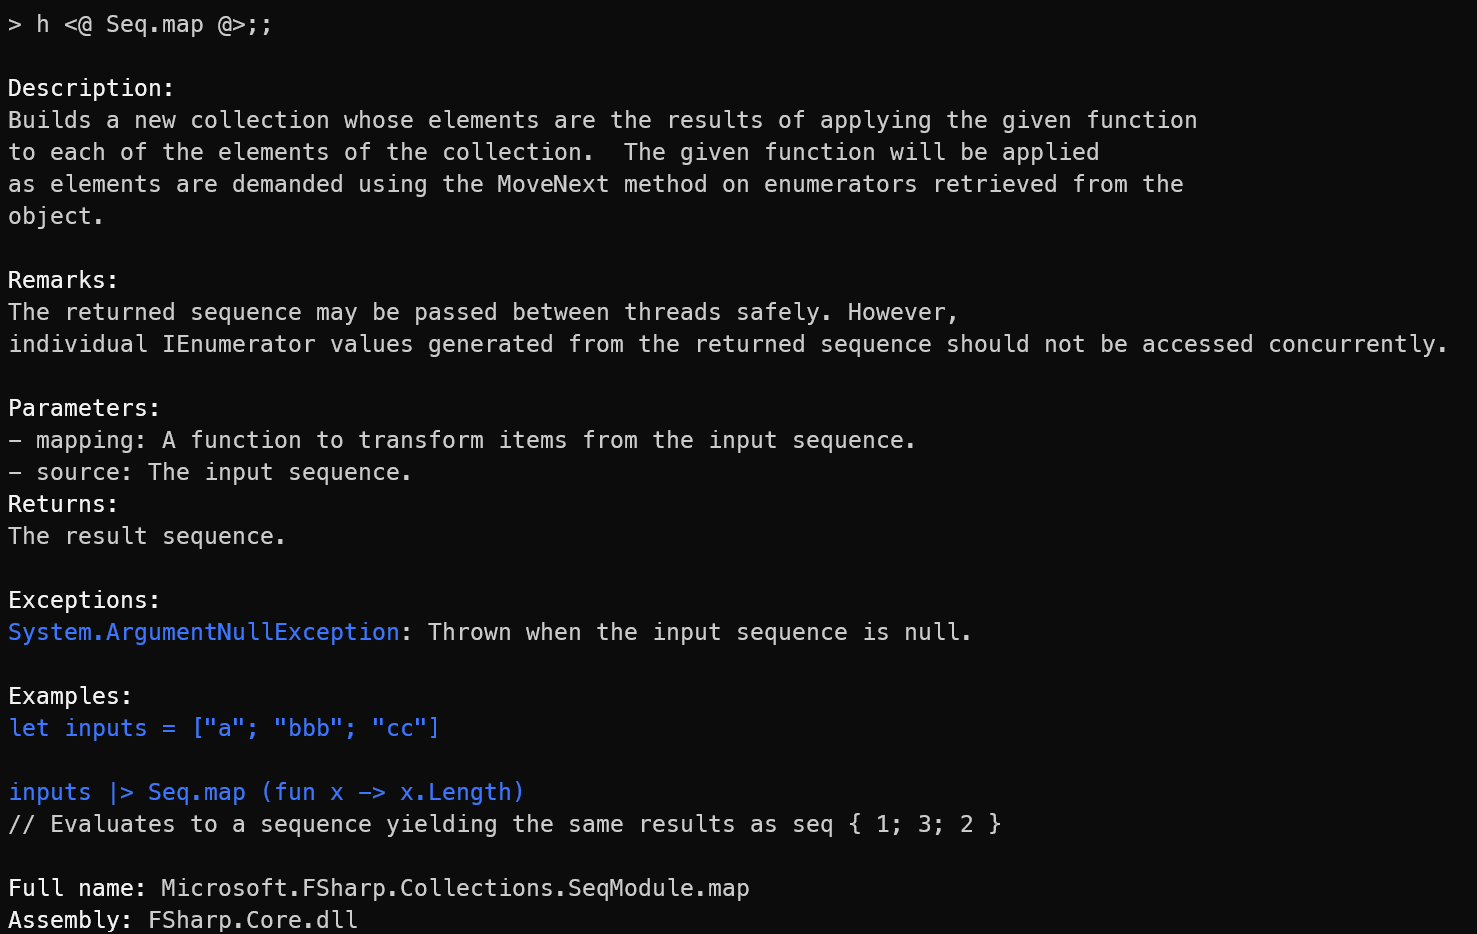 > h <@ Seq.map @>;;
Description:
Builds a new collection whose elements are the results of applying the given function
to each of the elements of the collection.  The given function will be applied
as elements are demanded using the MoveNext method on enumerators retrieved from the
object.
Remarks:
The returned sequence may be passed between threads safely. However,
individual IEnumerator values generated from the returned sequence should not be accessed concurrently.
Parameters:
- mapping: A function to transform items from the input sequence.
- source: The input sequence.
Returns:
The result sequence.
Exceptions:
System.ArgumentNullException: Thrown when the input sequence is null.
Examples:
let inputs = ["a"; "bbb"; "cc"]
inputs |> Seq.map (fun x -> x.Length)
// Evaluates to a sequence yielding the same results as seq { 1; 3; 2 }
Full name: Microsoft.FSharp.Collections.SeqModule.map
Assembly: FSharp.Core.dll